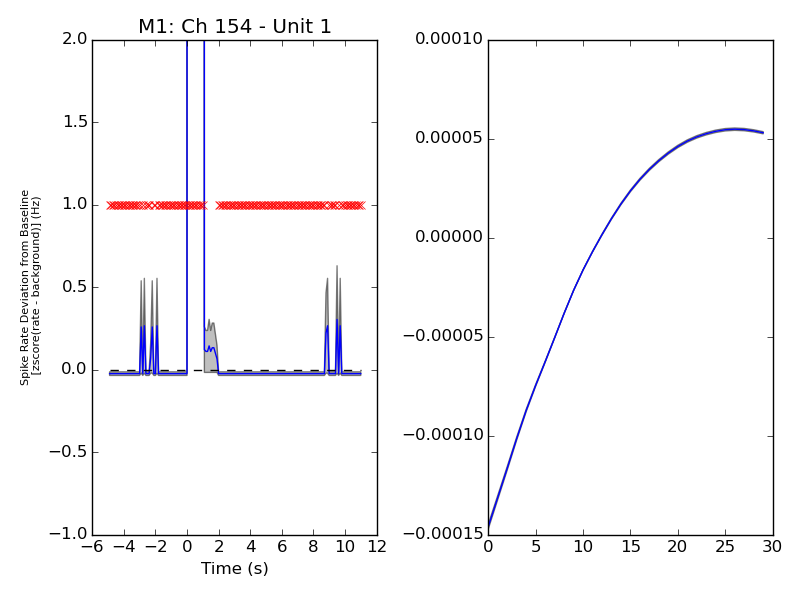 M1: Ch 154 - Unit 1
2.0
1.5
1.0
0.5
0.0
−0.5
−1.0
−6 −4 −2 0 2 4 6 8 10 12
Time (s)
Spike Rate Deviation from Baseline
[zscore(rate - background)] (Hz)
0.00010
0.00005
0.00000
−0.00005
−0.00010
−0.00015
0 5 10 15 20 25 30